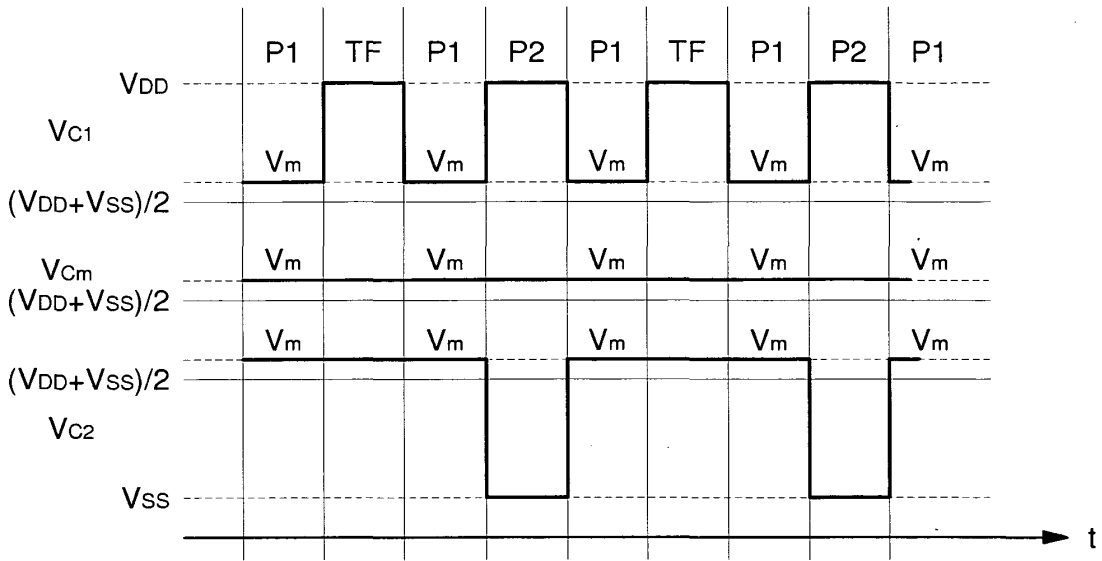 P1 TF P1 P2 P1 TF P1 P2 P1
VDD
VC1
Vm Vm Vm Vm Vm
(VDD+VSS)/2
VCm
Vm Vm Vm Vm Vm
(VDD+VSS)/2
Vm Vm Vm Vm Vm
(VDD+VSS)/2
VC2
VSS
t